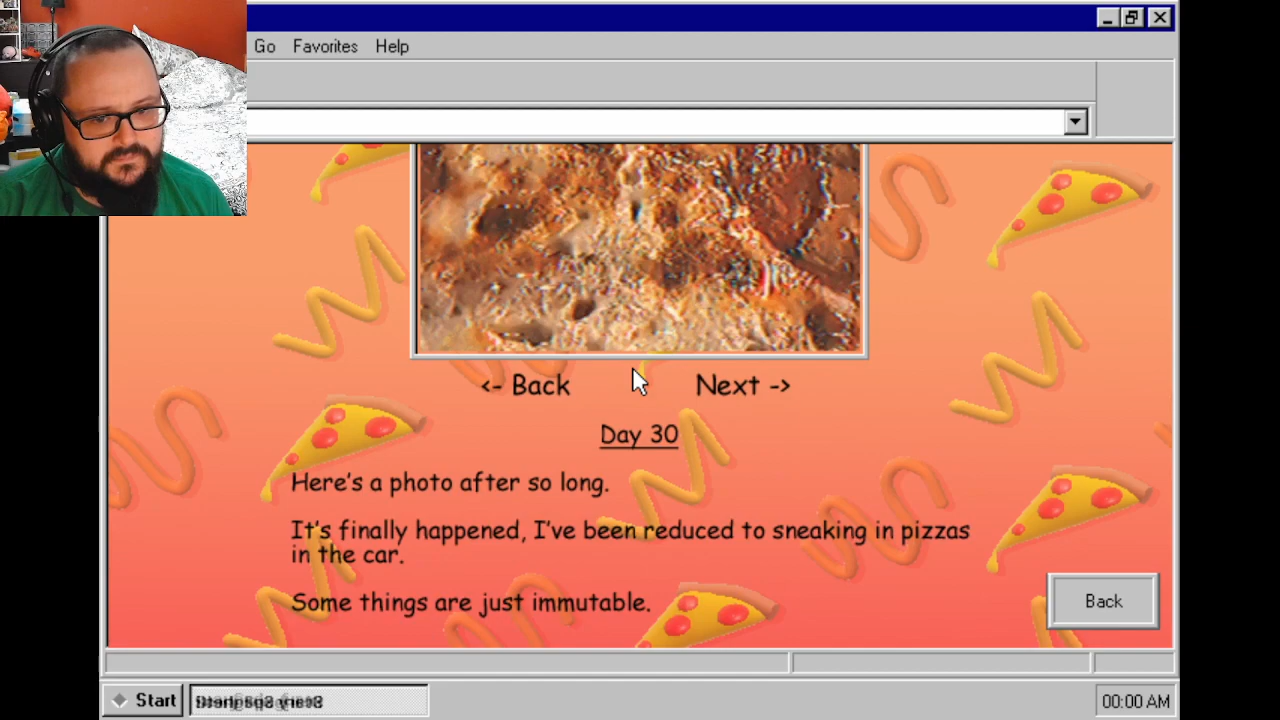 Go Favorites Help
<- Back Next ->
Day 30
Here's a photo after so long.
It's finally happened, I've been reduced to sneaking in pizzas
in the car.
Some things are just immutable.
Back
Start 00:00 AM